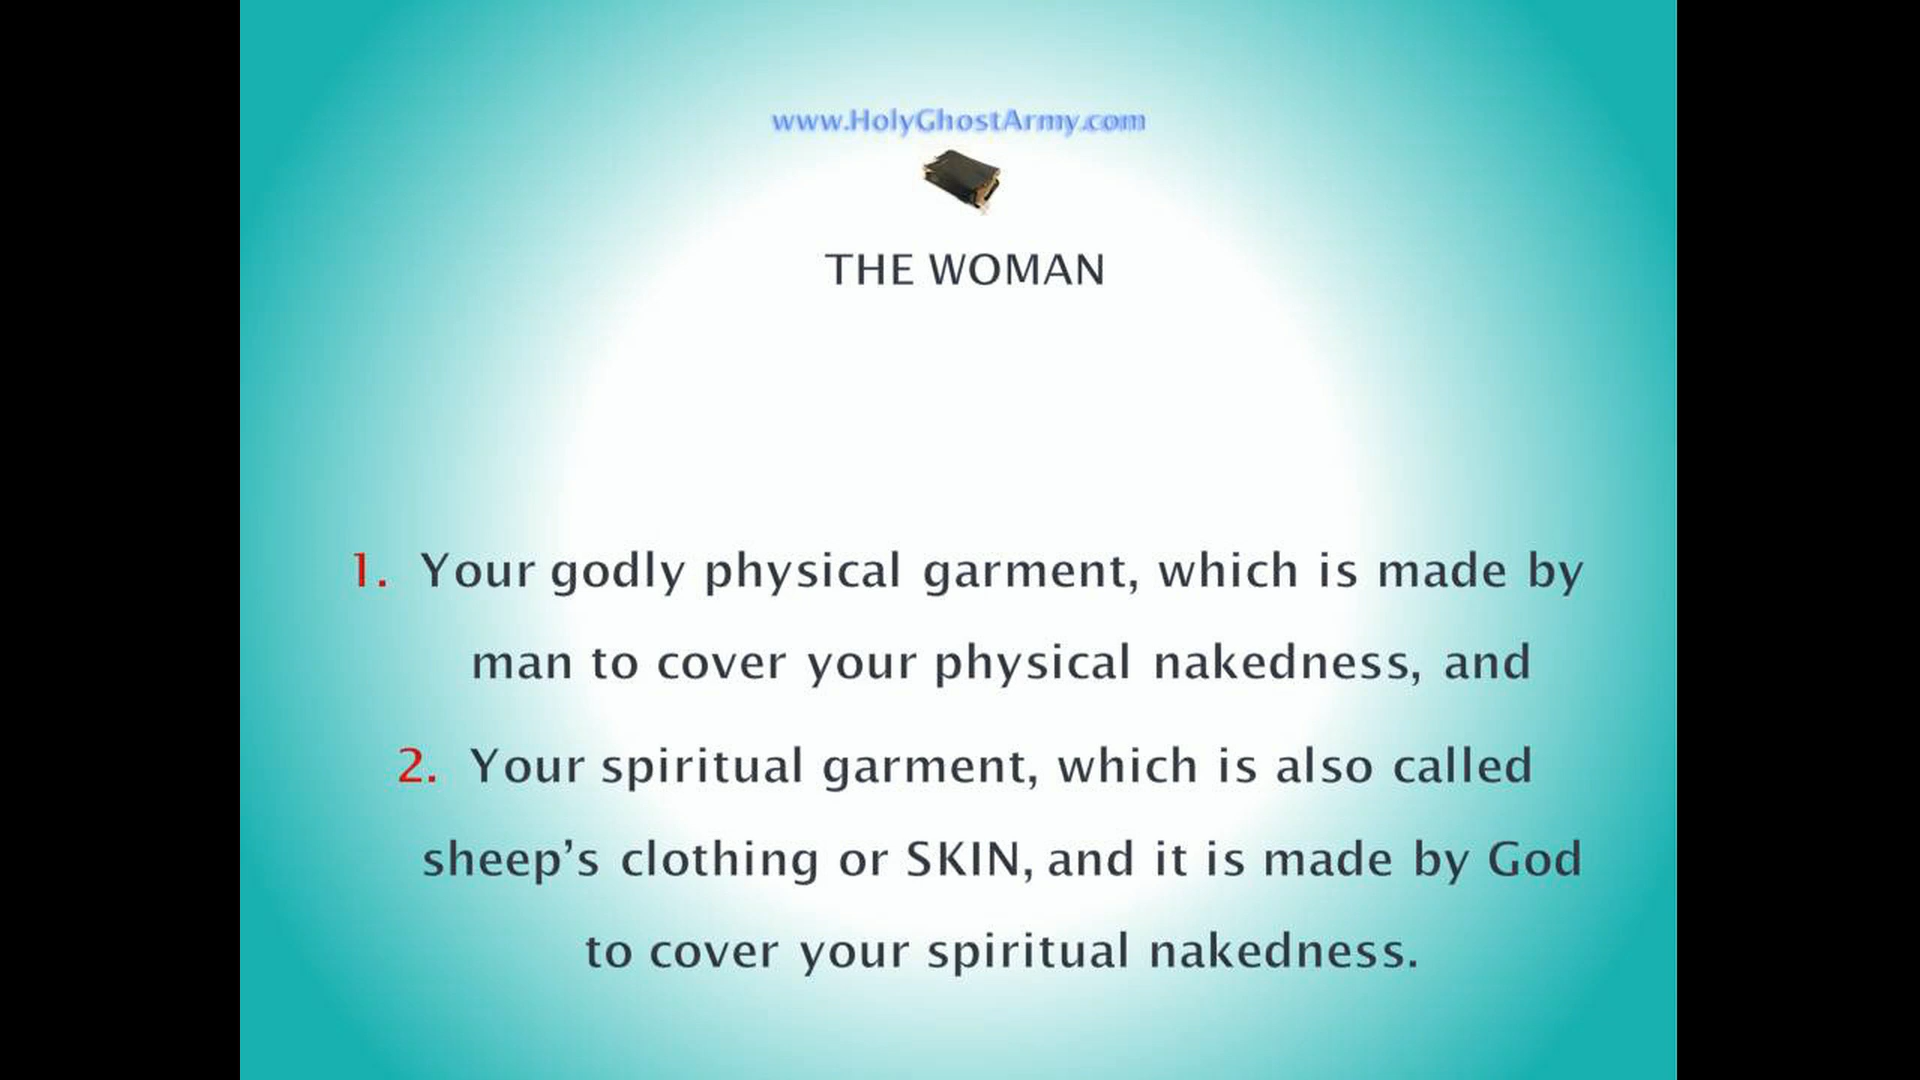 www.HolyGhostArmy.com
THE WOMAN
1. Your godly physical garment, which is made by
man to cover your physical nakedness, and
2. Your spiritual garment, which is also called
sheep’s clothing or SKIN, and it is made by God
to cover your spiritual nakedness.